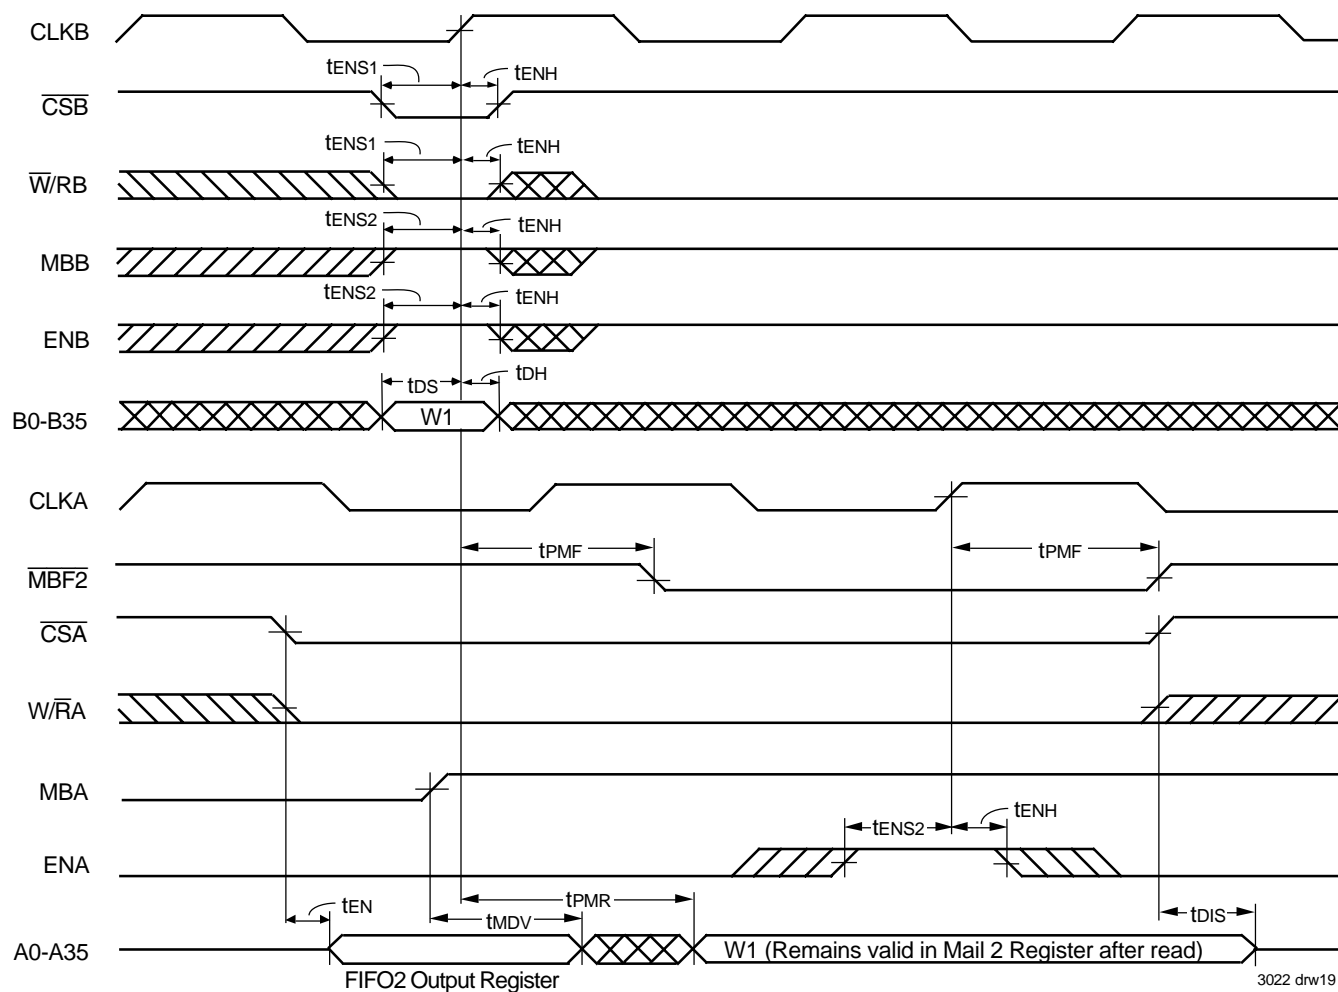 CLKB
tENS1
tENH
CSB
tENS1
tENH
W/RB
tENS2
tENH
MBB
tENS2
tENH
ENB
tDS
tDH
B0-B35
W1
CLKA
tPMF
tPMF
MBF2
CSA
W/RA
MBA
tENS2
tENH
ENA
tEN
tMDV
tPMR
tDIS
A0-A35
W1 (Remains valid in Mail 2 Register after read)
FIFO2 Output Register
3022 drw19